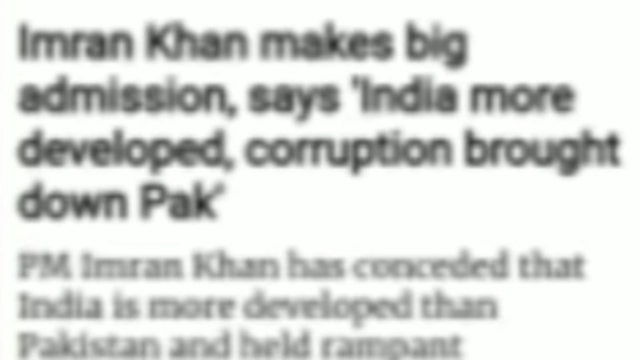 Imran Khan makes big
admission, says 'India more
developed, corruption brought
down Pak'
PM Imran Khan has conceded that
India is more developed than
Pakistan and held rampant